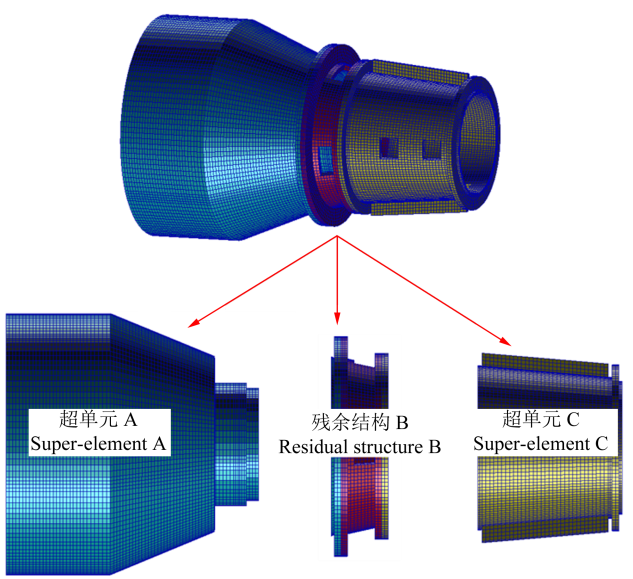 超单元 A
Super-element A
残余结构 B
Residual structure B
超单元 C
Super-element C